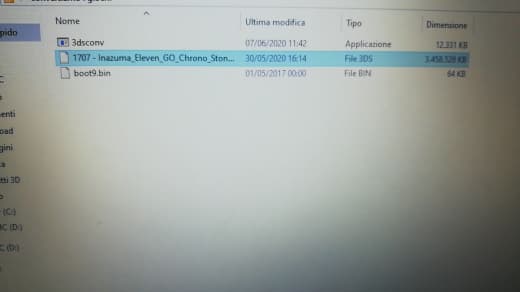 Nome Ultima modifica Tipo Dimensione
pido
3dsconv 07/06/2020 11:42 Applicazione 12.331 KB
1707 - Inazuma_Eleven_GO_Chrono_Ston... 30/05/2020 16:14 File 3DS 3.458.328 KB
boot9.bin 01/05/2017 00:00 File BIN 64 KB
C
enti
oad
gini
a
tti 3D
o
(C:)
C (D:)
C (D:)